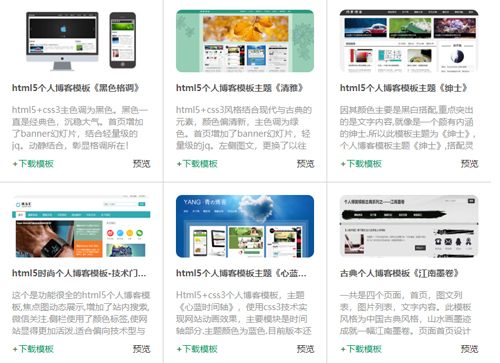 html5个人博客模板《黑色格调》
html5+css3主色调为黑色。黑色一
直是经典色，沉稳大气。首页增加
了banner幻灯片，结合轻量级的
jq。动静结合，彰显格调所在！
+下载模板 预览
html5个人博客模板主题《清雅》
html5+css3风格结合现代与古典的
元素，颜色偏清新，主色调为绿
色。首页增加了banner幻灯片，轻
量级的jq。左侧图文，更换了以往
+下载模板 预览
html5个人博客模板主题《绅士》
因其颜色主要是黑白搭配,重点突出
的是文字内容,就像是一个颇有内涵
的绅士,所以此模板主题为《绅士》,
个人博客模板主题《绅士》,搭配灵
+下载模板 预览
html5时尚个人博客模板-技术门...
这个是功能很全的html5个人博客模
板,焦点图动态展示,增加了站内搜索,
微信关注,侧栏使用了颜色标签,使网
站显得更加活泼,适合偏向技术型与
+下载模板 预览
YANG 青の博客
html5个人博客模板主题《心蓝...
Html5+css3个人博客模板，主题
《心蓝时间轴》，使用css3技术实
现网站动画效果，主要模块是时间
轴部分,主题颜色为蓝色.目前版本还
+下载模板 预览
古典个人博客模板《江南墨卷》
一共是四个页面，首页，图文列
表，图片列表，文字内容。此模板
风格为中国古典风格，山水画墨迹
成就一幅江南墨卷。页面首页设计
+下载模板 预览